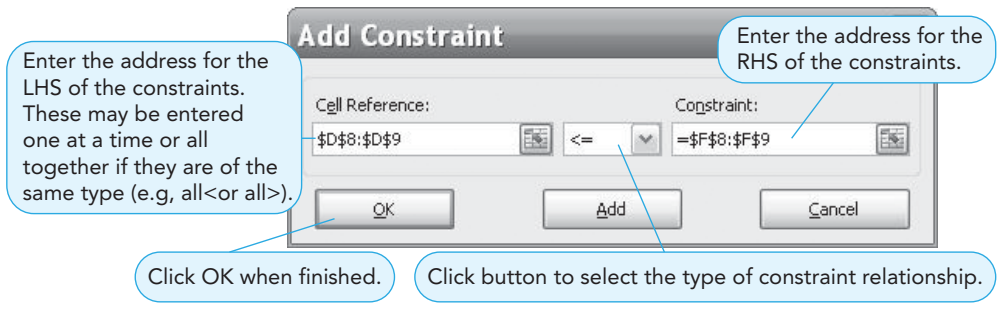 Add Constraint
Enter the address for the
RHS of the constraints.
Enter the address for the
LHS of the constraints.
These may be entered
one at a time or all
together if they are of the
same type (e.g, all<or all>).
Cell Reference:
Constraint:
$D$8:$D$9
<=
=$F$8:$F$9
OK
Add
Cancel
Click OK when finished.
Click button to select the type of constraint relationship.